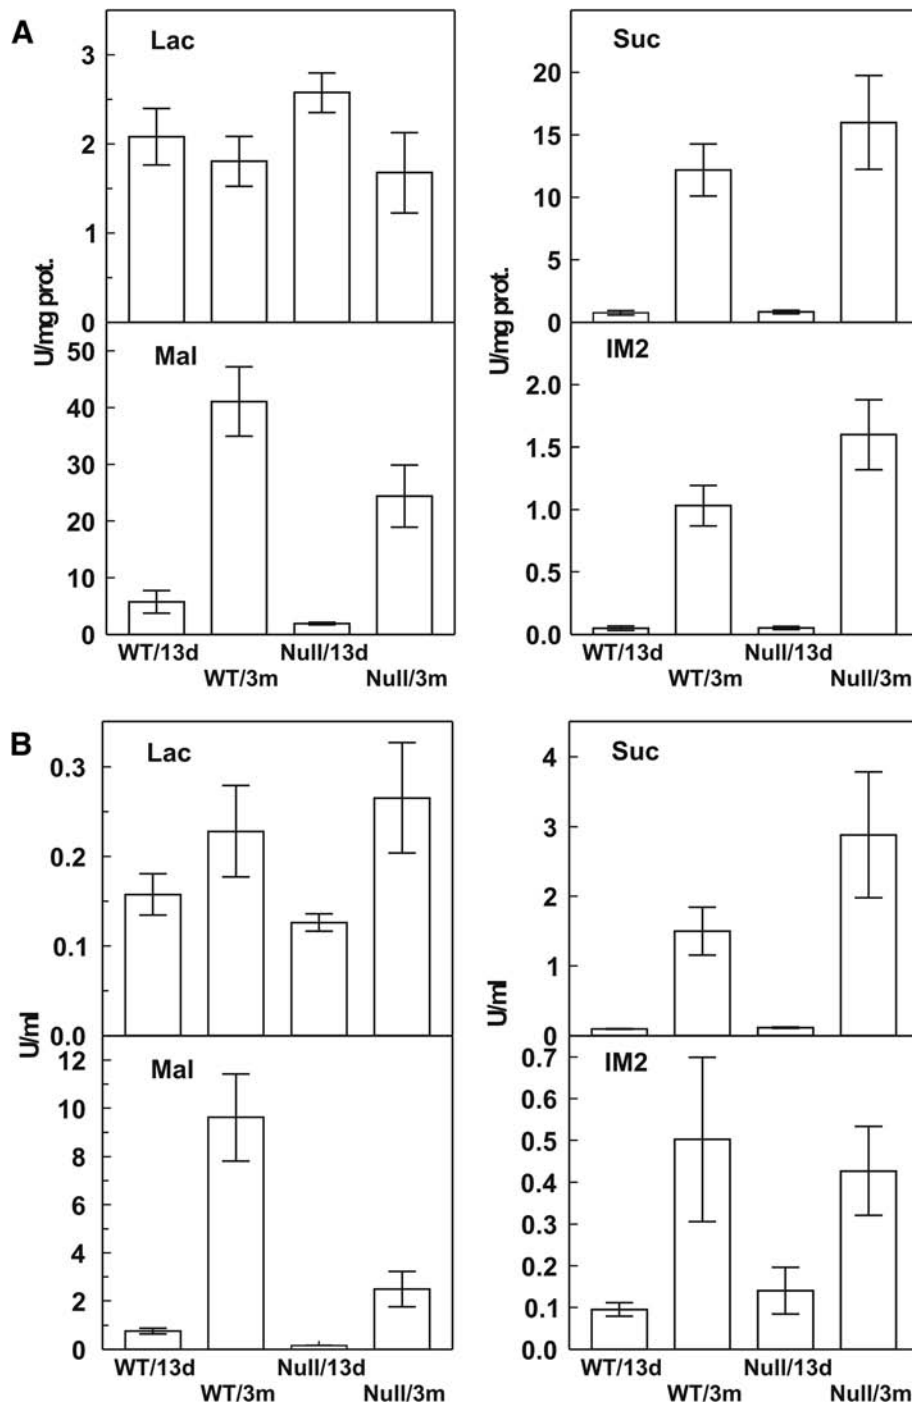 A
Lac
3
2
1
0
U/mg prot.
Suc
20
15
10
5
0
U/mg prot.
Mal
50
40
30
20
10
0
IM2
2.0
1.5
1.0
0.5
0.0
WT/13d Null/13d
WT/3m Null/3m
WT/13d Null/13d
WT/3m Null/3m
B
Lac
0.3
0.2
0.1
0.0
U/ml
Suc
4
3
2
1
0
U/ml
Mal
12
10
8
6
4
2
0
IM2
0.7
0.6
0.5
0.4
0.3
0.2
0.1
0.0
WT/13d Null/13d
WT/3m Null/3m
WT/13d Null/13d
WT/3m Null/3m